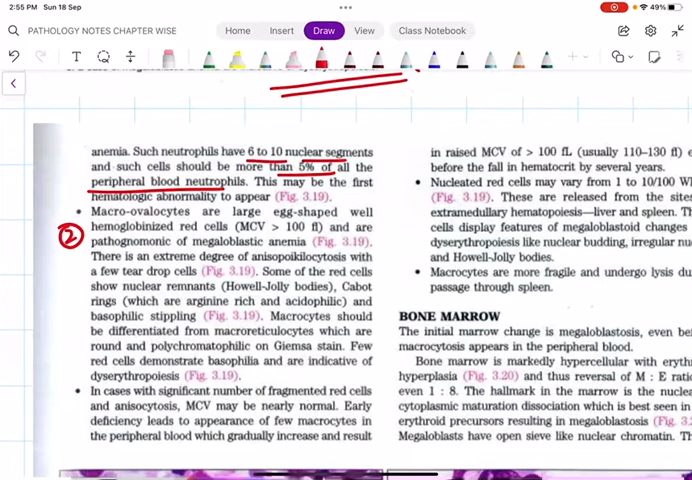 2:55 PM Sun 18 Sep
49%
PATHOLOGY NOTES CHAPTER WISE
Home Insert Draw View Class Notebook
anemia. Such neutrophils have 6 to 10 nuclear segments
and such cells should be more than 5% of all the
peripheral blood neutrophils. This may be the first
hematologic abnormality to appear (Fig. 3.19).
• Macro-ovalocytes are large egg-shaped well
2 hemoglobinized red cells (MCV > 100 fl) and are
pathognomonic of megaloblastic anemia (Fig. 3.19).
There is an extreme degree of anisopoikilocytosis with
a few tear drop cells (Fig. 3.19). Some of the red cells
show nuclear remnants (Howell-Jolly bodies), Cabot
rings (which are arginine rich and acidophilic) and
basophilic stippling (Fig. 3.19). Macrocytes should
be differentiated from macroreticulocytes which are
round and polychromatophilic on Giemsa stain. Few
red cells demonstrate basophilia and are indicative of
dyserythropoiesis (Fig. 3.19).
• In cases with significant number of fragmented red cells
and anisocytosis, MCV may be nearly normal. Early
deficiency leads to appearance of few macrocytes in
the peripheral blood which gradually increase and result
in raised MCV of > 100 fL (usually 110–130 fl)
before the fall in hematocrit by several years.
• Nucleated red cells may vary from 1 to 10/100
(Fig. 3.19). These are released from the sites
extramedullary hematopoiesis—liver and spleen.
cells display features of megaloblastoid changes
dyserythropoiesis like nuclear budding, irregular
and Howell-Jolly bodies.
• Macrocytes are more fragile and undergo lysis
passage through spleen.
BONE MARROW
The initial marrow change is megaloblastosis, even
macrocytosis appears in the peripheral blood.
Bone marrow is markedly hypercellular with
hyperplasia (Fig. 3.20) and thus reversal of M : E
even 1 : 8. The hallmark in the marrow is the
cytoplasmic maturation dissociation which is best seen in
erythroid precursors resulting in megaloblastosis
Megaloblasts have open sieve like nuclear chromatin.